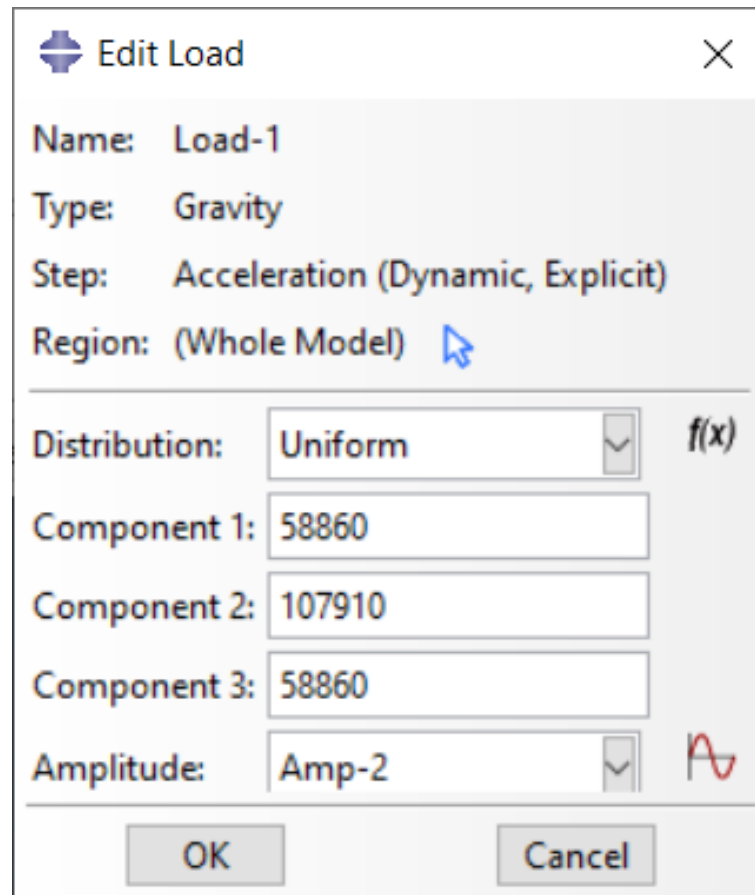 Edit Load
Name: Load-1
Type: Gravity
Step: Acceleration (Dynamic, Explicit)
Region: (Whole Model)
Distribution: Uniform f(x)
Component 1: 58860
Component 2: 107910
Component 3: 58860
Amplitude: Amp-2
OK Cancel